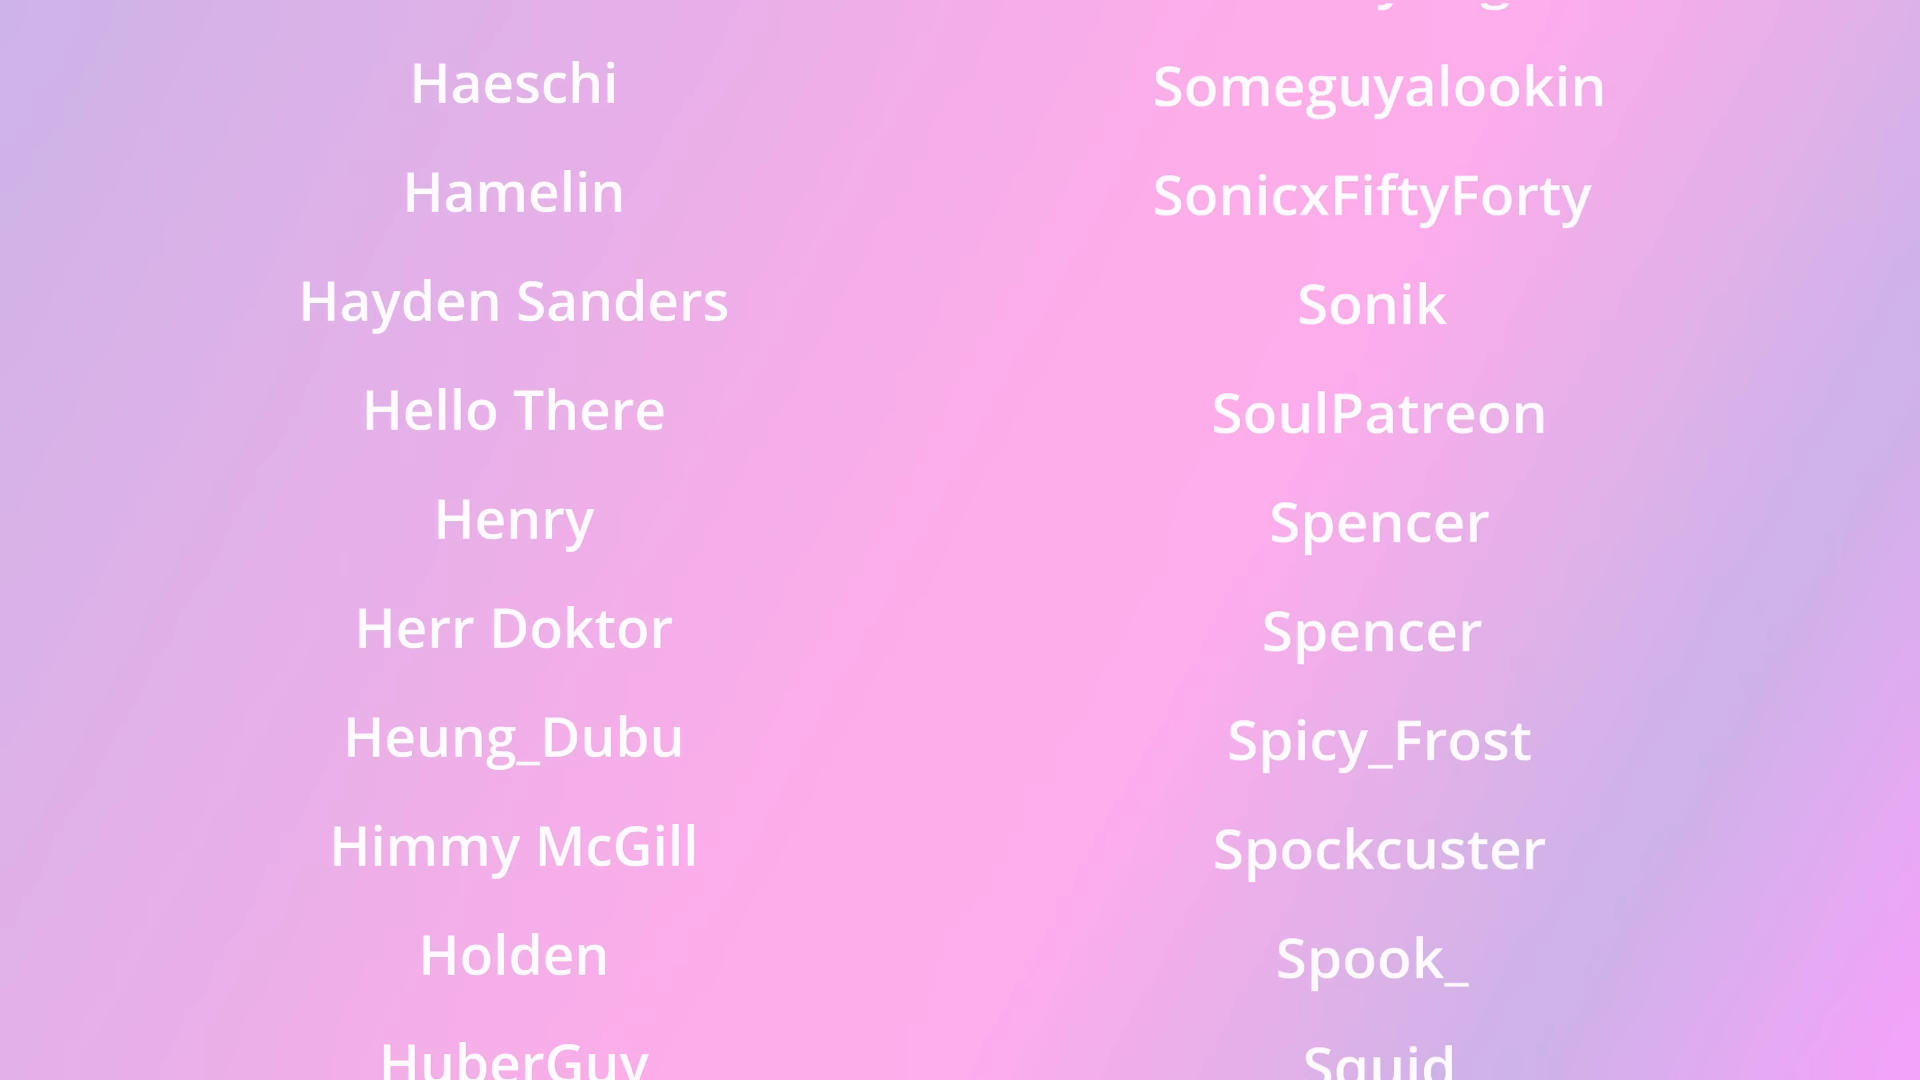 Haeschi
Hamelin
Hayden Sanders
Hello There
Henry
Herr Doktor
Heung_Dubu
Himmy McGill
Holden
HuberGuy
Someguyalookin
SonicxFiftyForty
Sonik
SoulPatreon
Spencer
Spencer
Spicy_Frost
Spockcuster
Spook_
Squid